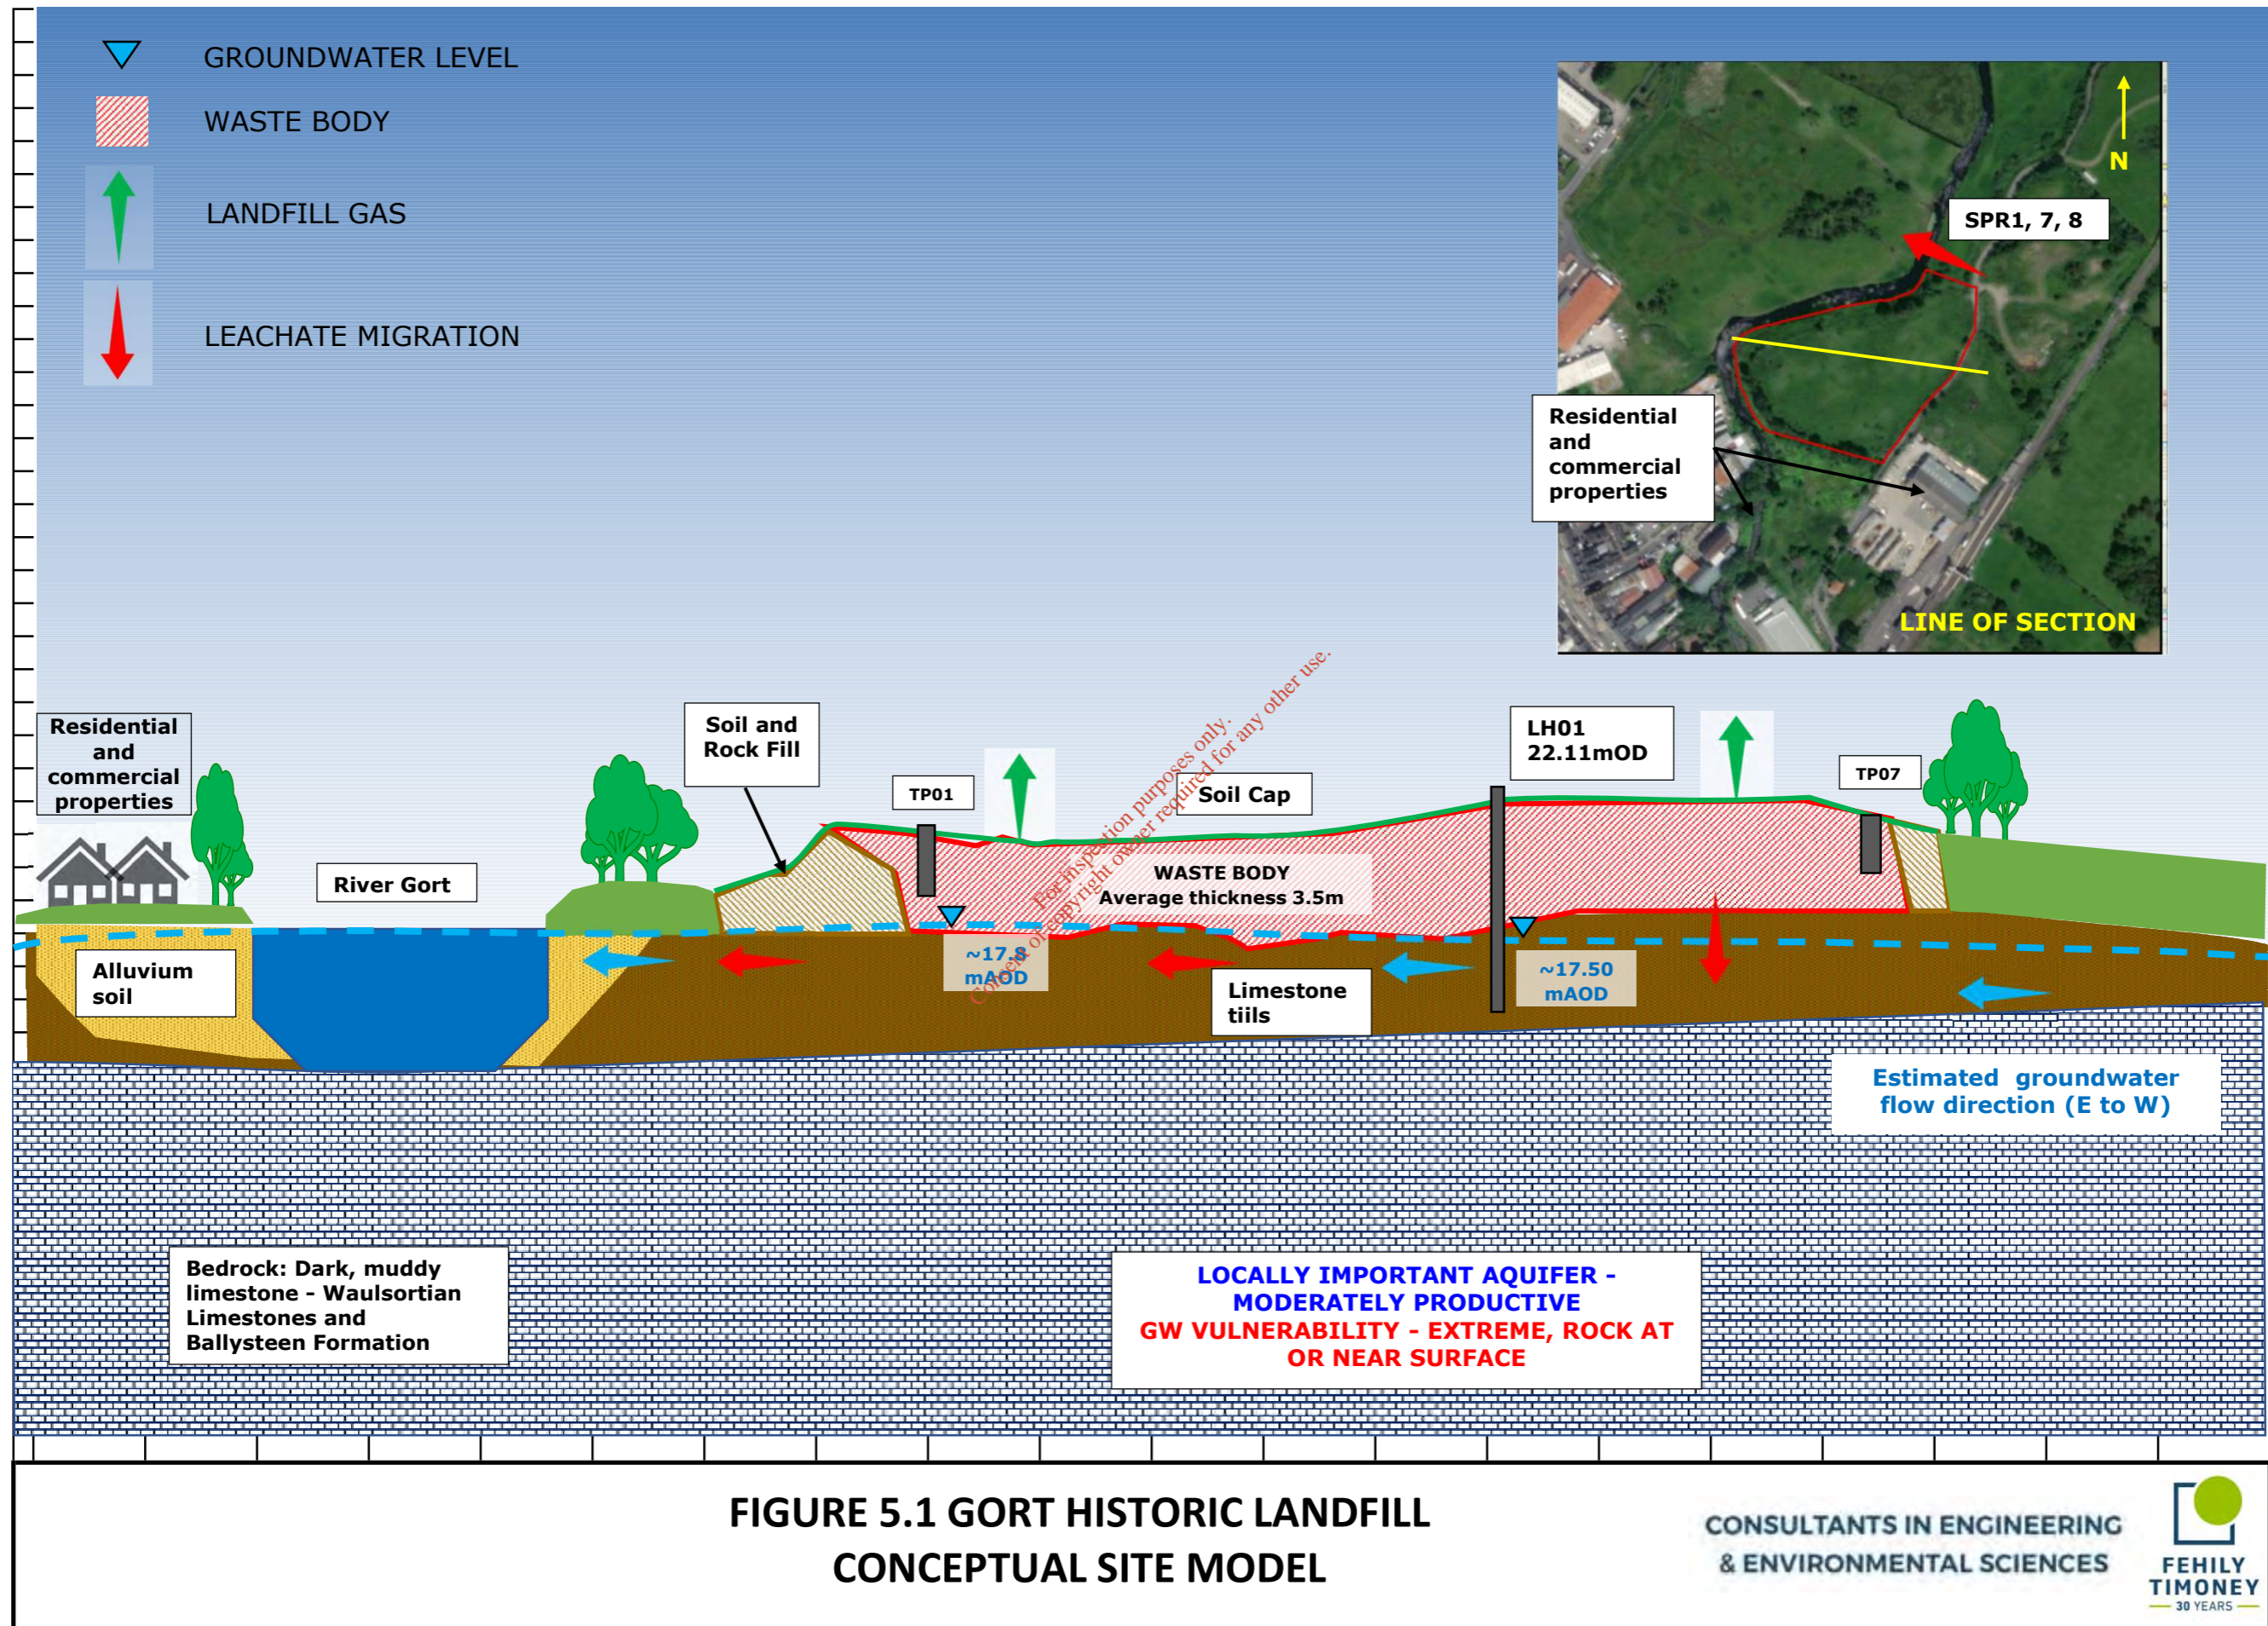 GROUNDWATER LEVEL
WASTE BODY
LANDFILL GAS
LEACHATE MIGRATION
N
SPR1, 7, 8
Residential
and
commercial
properties
LINE OF SECTION
Residential
and
commercial
properties
River Gort
Soil and
Rock Fill
TP01
Soil Cap
LH01
22.11mOD
TP07
WASTE BODY
Average thickness 3.5m
For inspection purposes only.
Consent of copyright owner required for any other use.
Alluvium
soil
~17.8
mAOD
Limestone
tiils
~17.50
mAOD
Estimated groundwater
flow direction (E to W)
Bedrock: Dark, muddy
limestone - Waulsortian
Limestones and
Ballysteen Formation
LOCALLY IMPORTANT AQUIFER -
MODERATELY PRODUCTIVE
GW VULNERABILITY - EXTREME, ROCK AT
OR NEAR SURFACE
FIGURE 5.1 GORT HISTORIC LANDFILL
CONCEPTUAL SITE MODEL
CONSULTANTS IN ENGINEERING
& ENVIRONMENTAL SCIENCES
FEHILY
TIMONEY
30 YEARS